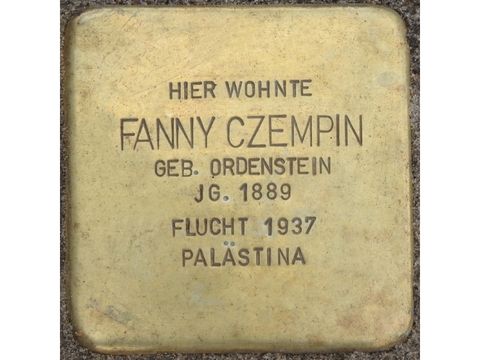 HIER WOHNTE
FANNY CZEMPIN
GEB. ORDENSTEIN
JG. 1889
FLUCHT 1937
PALÄSTINA